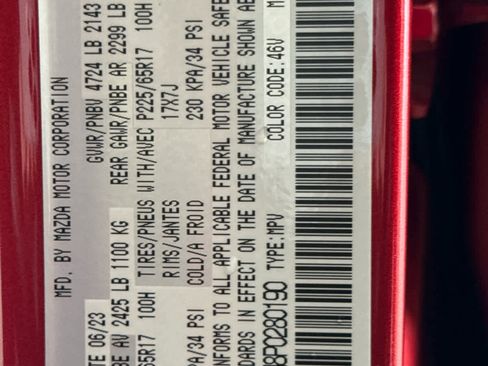 MFD. BY MAZDA MOTOR CORPORATION
TE 06/23 GVWR/PNBV 4724 LB 2143
BE AV 2425 LB 1100 KG REAR GAWR/PNBE AR 2299 LB
65R17 100H TIRES/PNEUS WITH/AVEC P225/65R17 100H
RIMS/JANTES 17X7J
PA/34 PSI COLD/A FROID 230 KPA/34 PSI
NFORMS TO ALL APPLICABLE FEDERAL MOTOR VEHICLE SAFE
DARDS IN EFFECT ON THE DATE OF MANUFACTURE SHOWN
8P0280190 TYPE:MPV COLOR CODE:46V